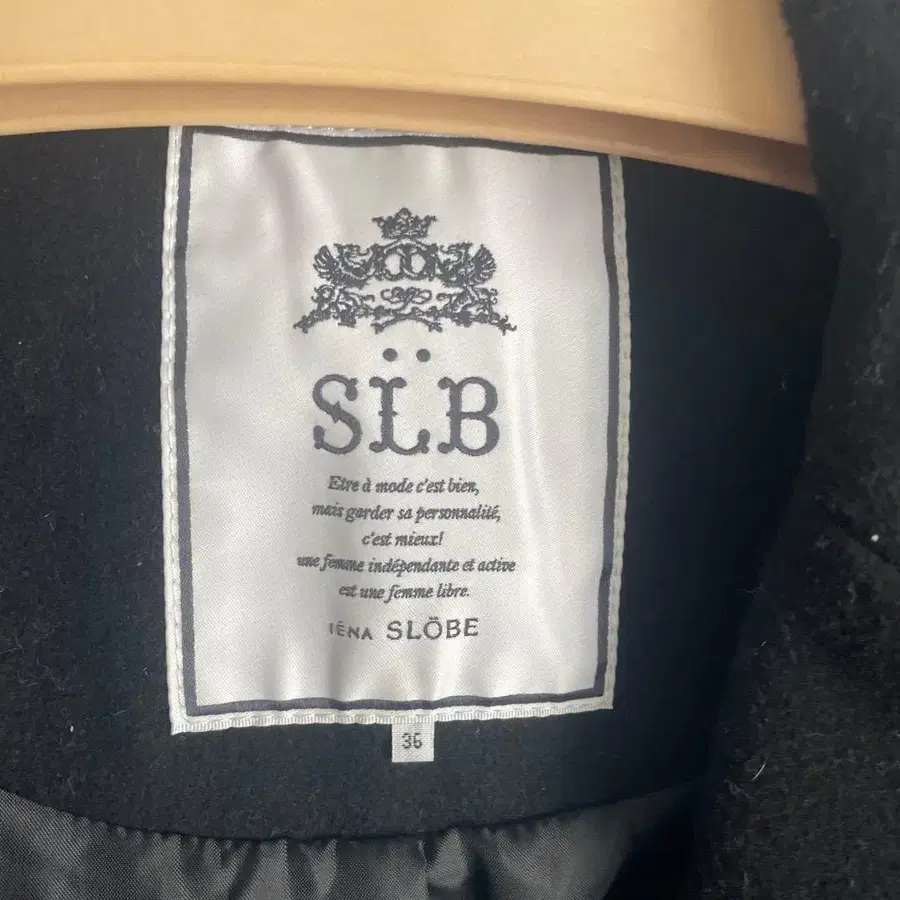 SL̈B
Etre à mode c'est bien,
mais garder sa personnalité,
c'est mieux!
une femme indépendante et active
est une femme libre.
IÉNA SLÖBE
36